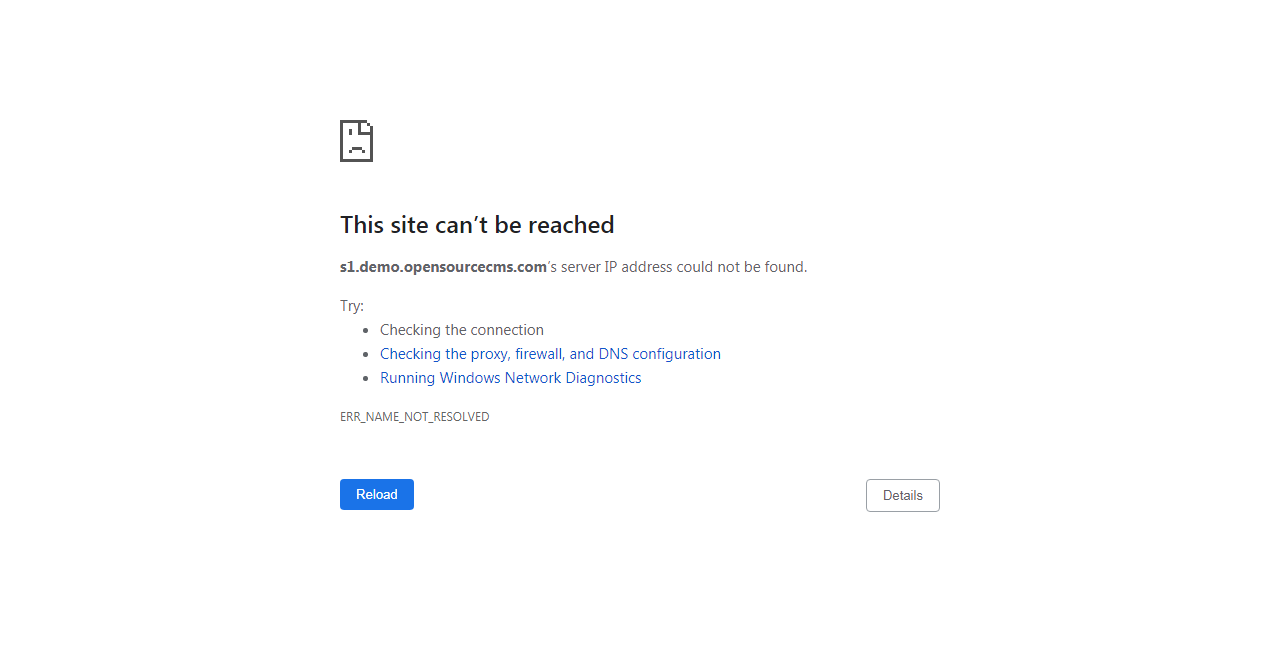 This site can’t be reached
s1.demo.opensourcecms.com’s server IP address could not be found.
Try:
Checking the connection
Checking the proxy, firewall, and DNS configuration
Running Windows Network Diagnostics
ERR_NAME_NOT_RESOLVED
Reload
Details